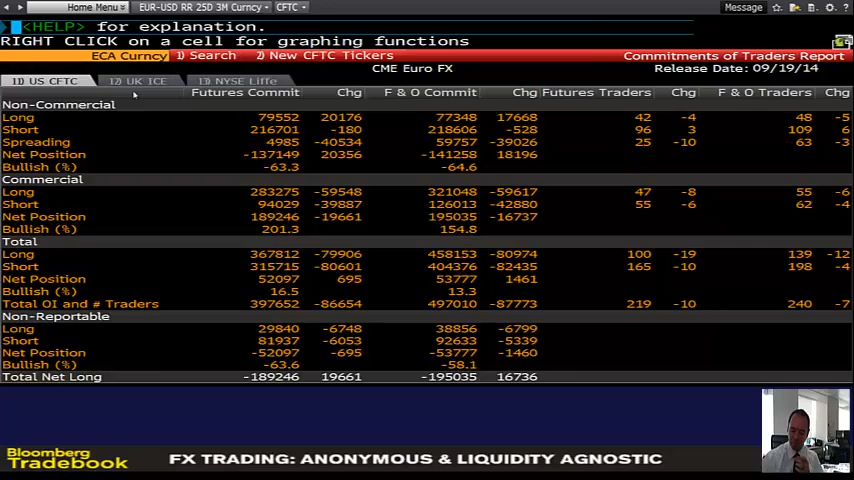 Home Menu EUR-USD RR 25D 3M Curncy CFTC Message
<HELP> for explanation.
RIGHT CLICK on a cell for graphing functions
ECA Curncy 1) Search 2) New CFTC Tickers Commitments of Traders Report
CME Euro FX Release Date: 09/19/14
11) US CFTC 12) UK ICE 13) NYSE Liffe
Futures Commit Chg F & O Commit Chg Futures Traders Chg F & O Traders Chg
Non-Commercial
Long 79552 20176 77348 17668 42 -4 48 -5
Short 216701 -180 218606 -528 96 3 109 6
Spreading 4985 -40534 59757 -39026 25 -10 63 -3
Net Position -137149 20356 -141258 18196
Bullish (%) -63.3 -64.6
Commercial
Long 283275 -59548 321048 -59617 47 -8 55 -6
Short 94029 -39887 126013 -42880 55 -6 62 -4
Net Position 189246 -19661 195035 -16737
Bullish (%) 201.3 154.8
Total
Long 367812 -79906 458153 -80974 100 -19 139 -12
Short 315715 -80601 404376 -82435 165 -10 198 -4
Net Position 52097 695 53777 1461
Bullish (%) 16.5 13.3
Total OI and # Traders 397652 -86654 497010 -87773 219 -10 240 -7
Non-Reportable
Long 29840 -6748 38856 -6799
Short 81937 -6053 92633 -5339
Net Position -52097 -695 -53777 -1460
Bullish (%) -63.6 -58.1
Total Net Long -189246 19661 -195035 16736
Bloomberg
Tradebook
FX TRADING: ANONYMOUS & LIQUIDITY AGNOSTIC